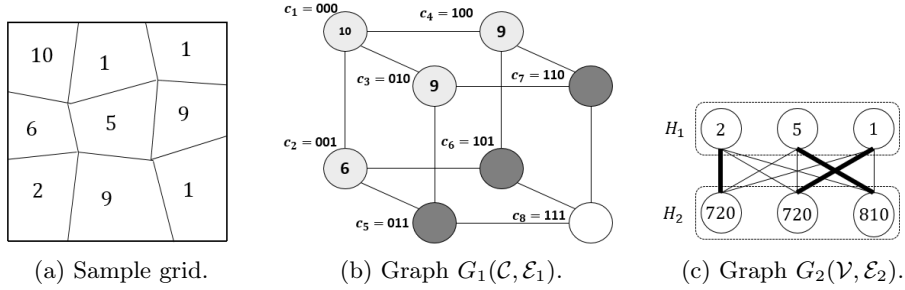 10 1 1
6 5 9
2 9 1
(a) Sample grid.
c₁ = 000
c₄ = 100
10
9
c₃ = 010
c₇ = 110
9
c₂ = 001
c₆ = 101
6
c₅ = 011
c₈ = 111
(b) Graph G₁(𝒞, ℰ₁).
H₁ 2 5 1
H₂ 720 720 810
(c) Graph G₂(𝒱, ℰ₂).